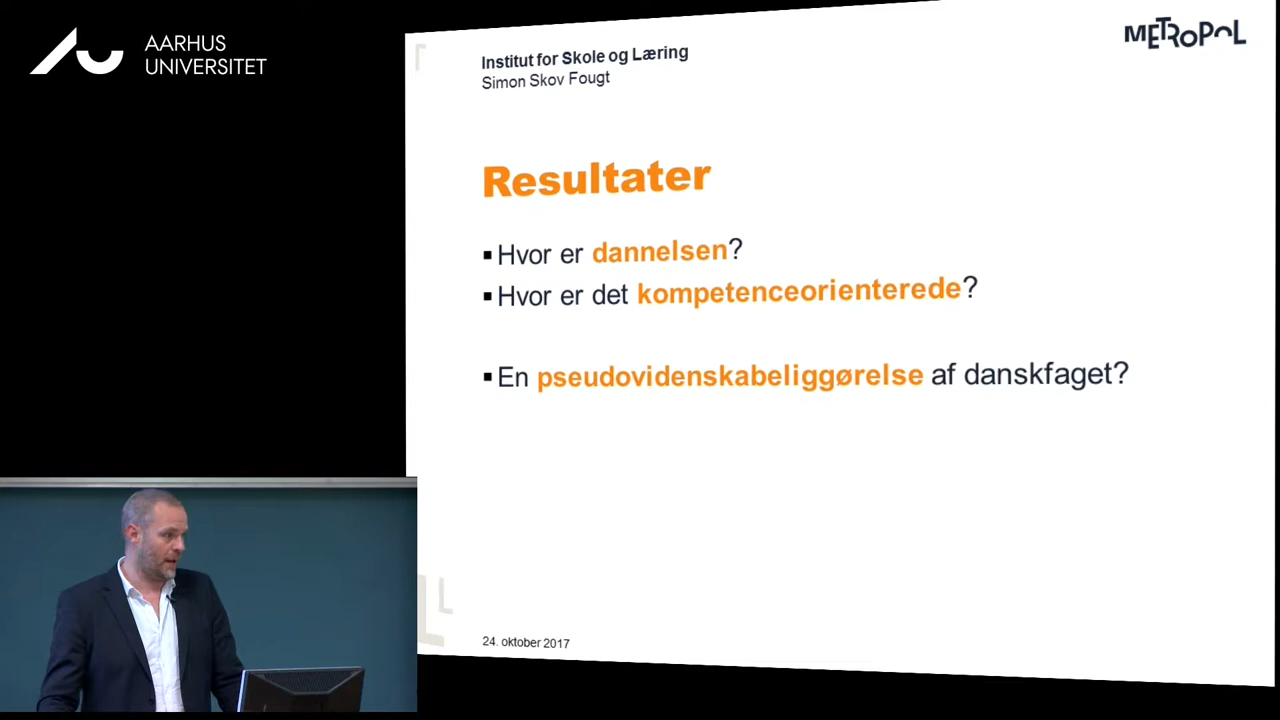 AARHUS
UNIVERSITET
METROPOL
Institut for Skole og Læring
Simon Skov Fougt
Resultater
▪Hvor er dannelsen?
▪Hvor er det kompetenceorienterede?
▪En pseudovidenskabeliggørelse af danskfaget?
24. oktober 2017